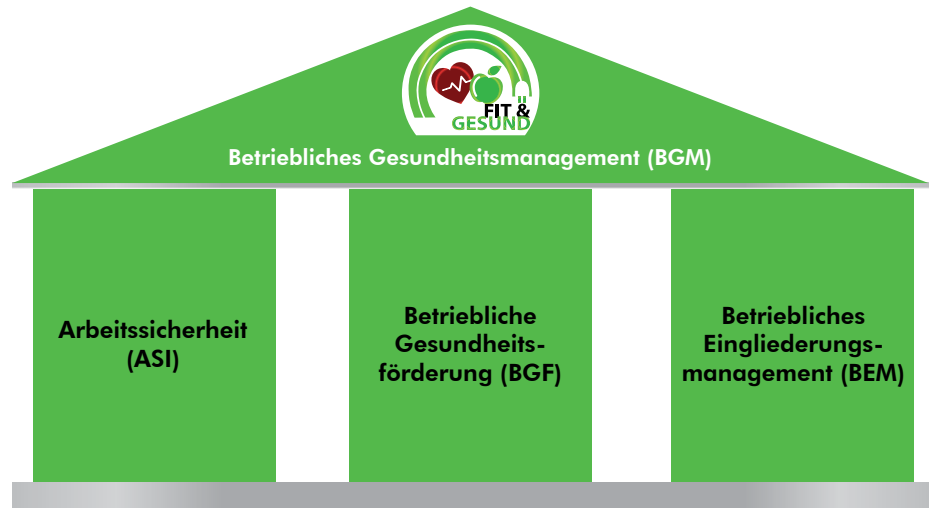 FIT &
GESUND
Betriebliches Gesundheitsmanagement (BGM)
Arbeitssicherheit
(ASI)
Betriebliche
Gesundheits-
förderung (BGF)
Betriebliches
Eingliederungs-
management (BEM)